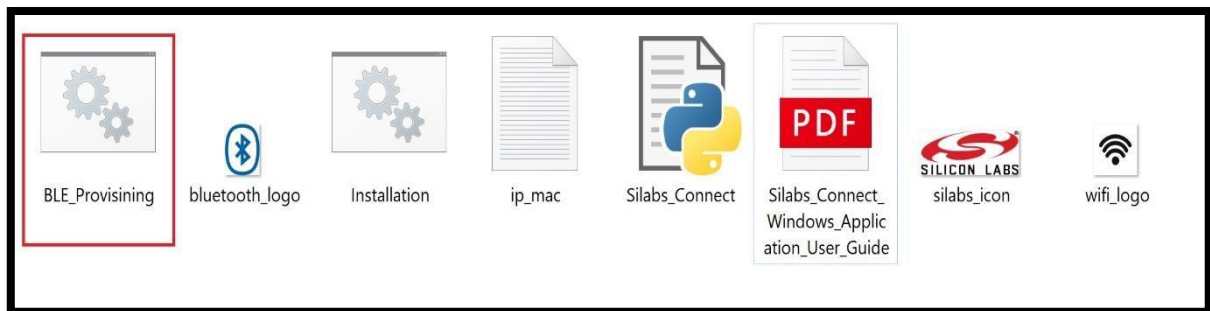 PDF
SILICON LABS
BLE_Provisining
bluetooth_logo
Installation
ip_mac
Silabs_Connect
Silabs_Connect_
Windows_Applic
ation_User_Guide
silabs_icon
wifi_logo